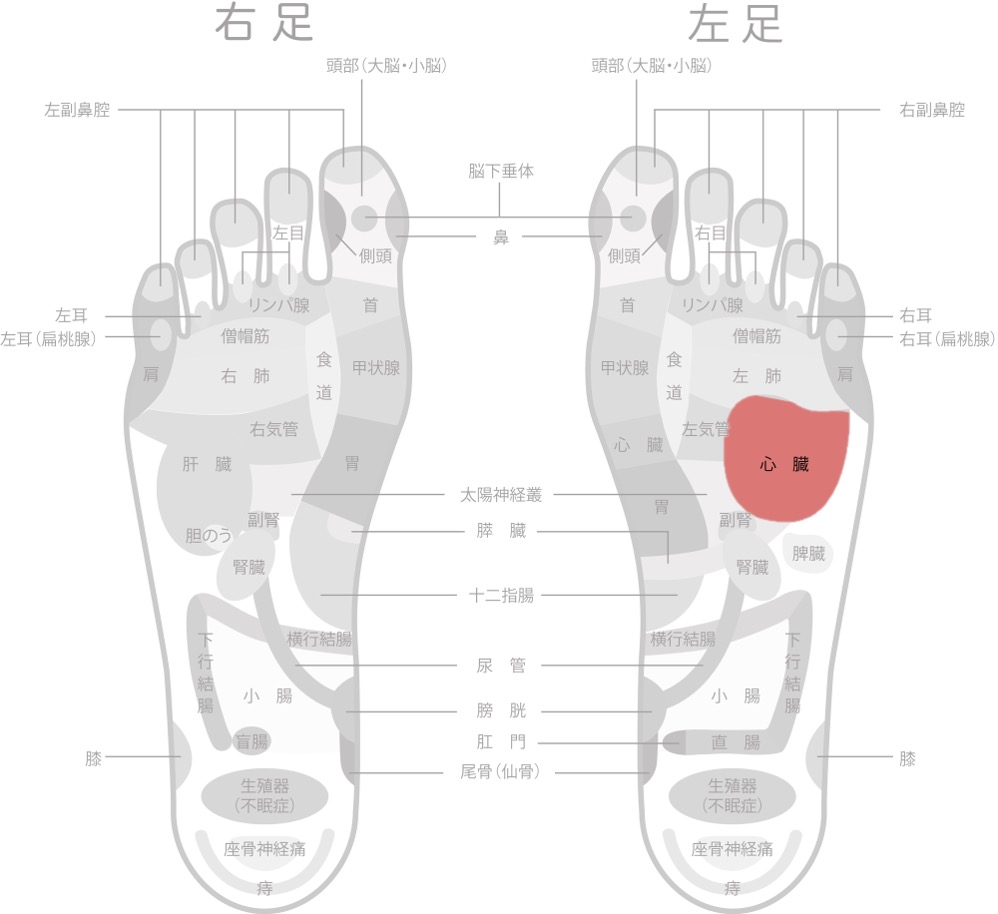 右足
左足
頭部（大脳・小脳）
頭部（大脳・小脳）
左副鼻腔
右副鼻腔
脳下垂体
左目
右目
鼻
側頭
側頭
リンパ腺
首
首
リンパ腺
左耳
右耳
左耳（扁桃腺）
僧帽筋
僧帽筋
右耳（扁桃腺）
肩
右 肺
食道
甲状腺
甲状腺
食道
左 肺
肩
右気管
左気管
心 臓
肝 臓
胃
心 臓
太陽神経叢
胃
副腎
副腎
胆のう
膵 臓
脾臓
腎臓
腎臓
十二指腸
下行結腸
横行結腸
横行結腸
下行結腸
尿 管
小 腸
小 腸
膀 胱
盲腸
肛 門
直 腸
膝
膝
尾骨（仙骨）
生殖器
（不眠症）
生殖器
（不眠症）
座骨神経痛
座骨神経痛
痔
痔